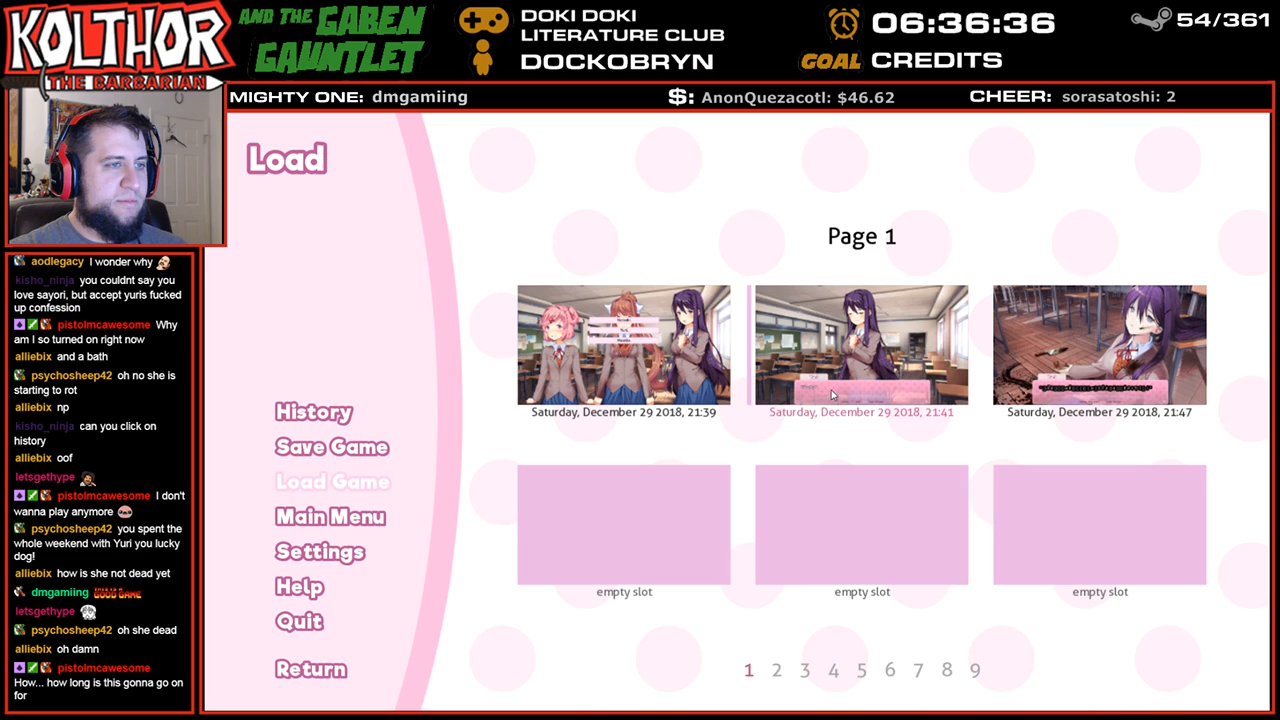 KOLTHOR
THE BARBARIAN
AND THE GABEN
GAUNTLET
DOKI DOKI
LITERATURE CLUB
DOCKOBRYN
06:36:36
GOAL CREDITS
54/361
MIGHTY ONE: dmgamiing
$: AnonQuezacotl: $46.62
CHEER: sorasatoshi: 2
aodlegacy I wonder why
kisho_ninja you couldnt say you
love sayori, but accept yuris fucked
up confession
pistolmcawesome Why
am I so turned on right now
alliebix and a bath
psychosheep42 oh no she is
starting to rot
alliebix np
kisho_ninja can you click on
history
alliebix oof
letsgethype
pistolmcawesome I don't
wanna play anymore
psychosheep42 you spent the
whole weekend with Yuri you lucky
dog!
alliebix how is she not dead yet
dmgamiing GOOD GAME
letsgethype
psychosheep42 oh she dead
alliebix oh damn
pistolmcawesome
How... how long is this gonna go on
for
Load
History
Save Game
Load Game
Main Menu
Settings
Help
Quit
Return
Page 1
Saturday, December 29 2018, 21:39
Saturday, December 29 2018, 21:41
Saturday, December 29 2018, 21:47
empty slot
empty slot
empty slot
1 2 3 4 5 6 7 8 9